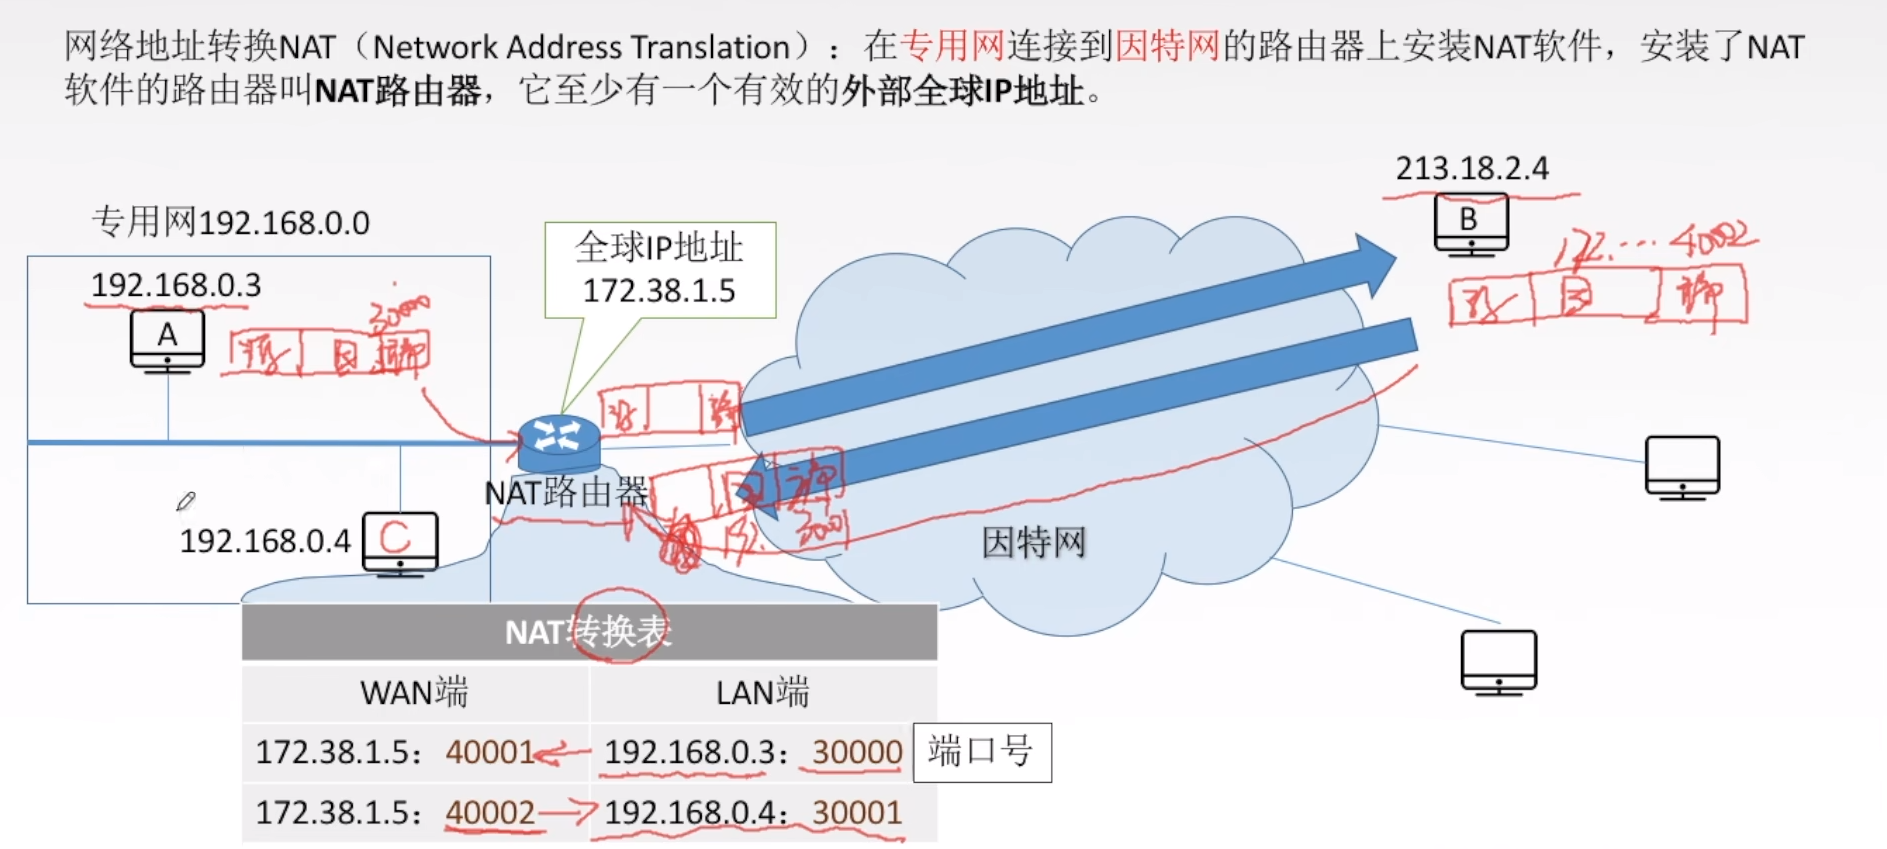 网络地址转换NAT（Network Address Translation）：在专用网连接到因特网的路由器上安装NAT软件，安装了NAT
软件的路由器叫NAT路由器，它至少有一个有效的外部全球IP地址。
213.18.2.4
B
172.… 40002
目
专用网192.168.0.0
192.168.0.3
A
30000
源 目
全球IP地址
172.38.1.5
NAT路由器
目
192.
30001
192.168.0.4
C
因特网
NAT转换表
WAN端 LAN端
172.38.1.5：40001 192.168.0.3：30000 端口号
172.38.1.5：40002 192.168.0.4：30001